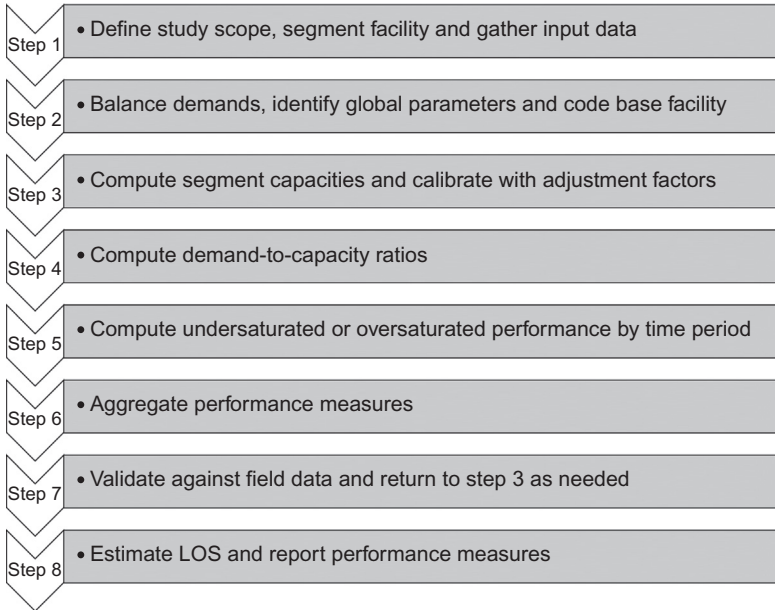 Step 1
• Define study scope, segment facility and gather input data
Step 2
• Balance demands, identify global parameters and code base facility
Step 3
• Compute segment capacities and calibrate with adjustment factors
Step 4
• Compute demand-to-capacity ratios
Step 5
• Compute undersaturated or oversaturated performance by time period
Step 6
• Aggregate performance measures
Step 7
• Validate against field data and return to step 3 as needed
Step 8
• Estimate LOS and report performance measures